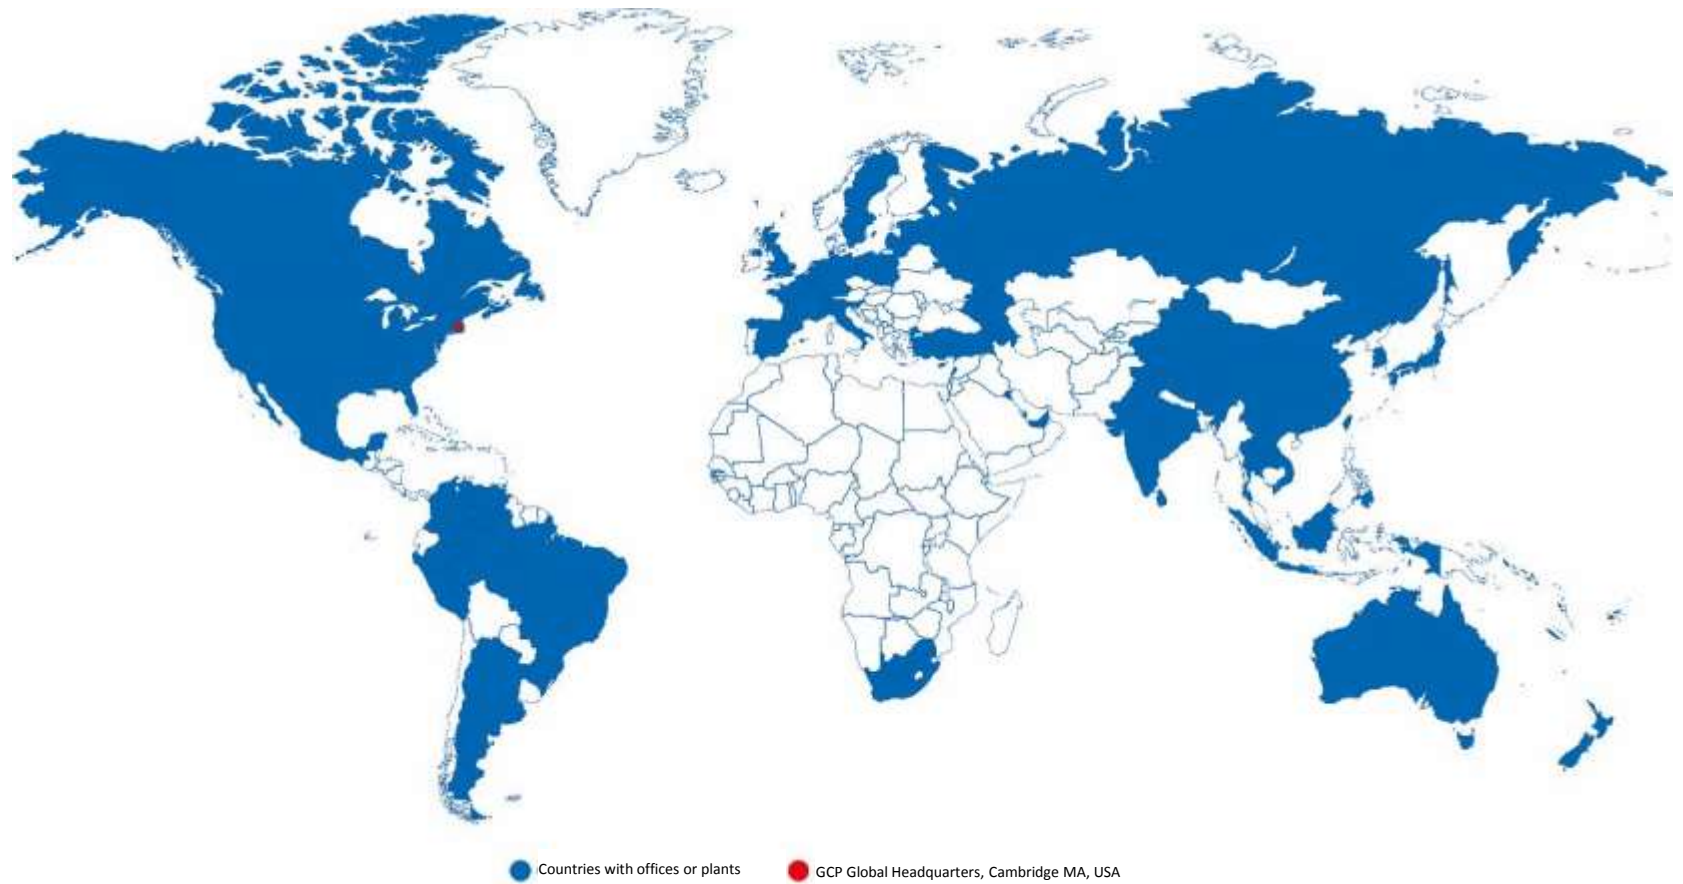 Countries with offices or plants
GCP Global Headquarters, Cambridge MA, USA